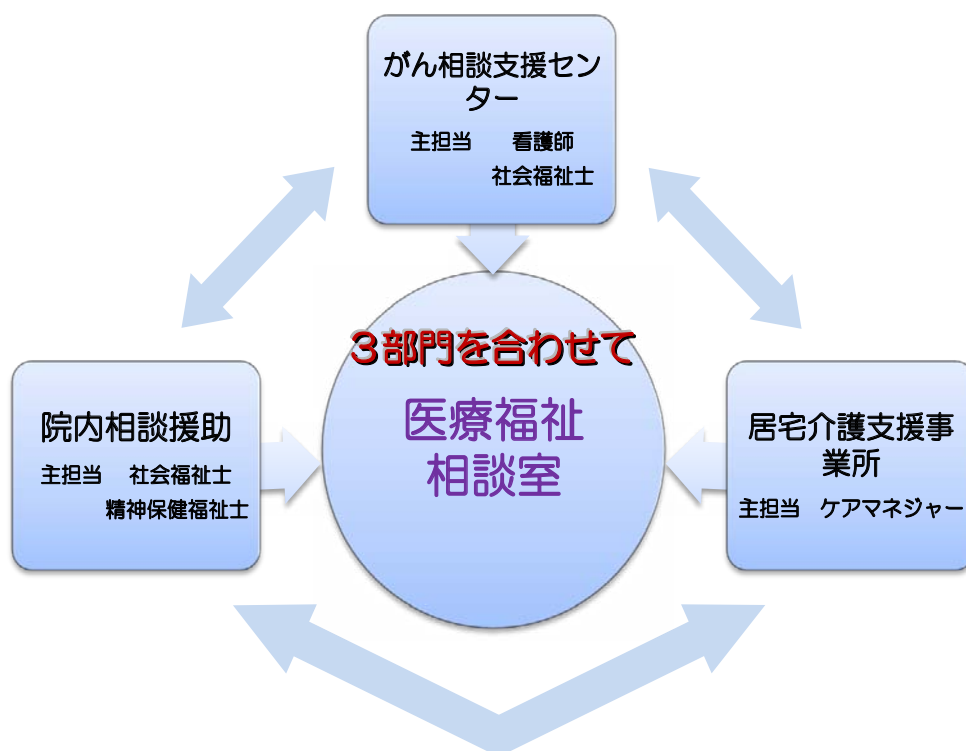 がん相談支援セン
ター
主担当　看護師
社会福祉士
3部門を合わせて
医療福祉
相談室
院内相談援助
主担当　社会福祉士
精神保健福祉士
居宅介護支援事
業所
主担当　ケアマネジャー